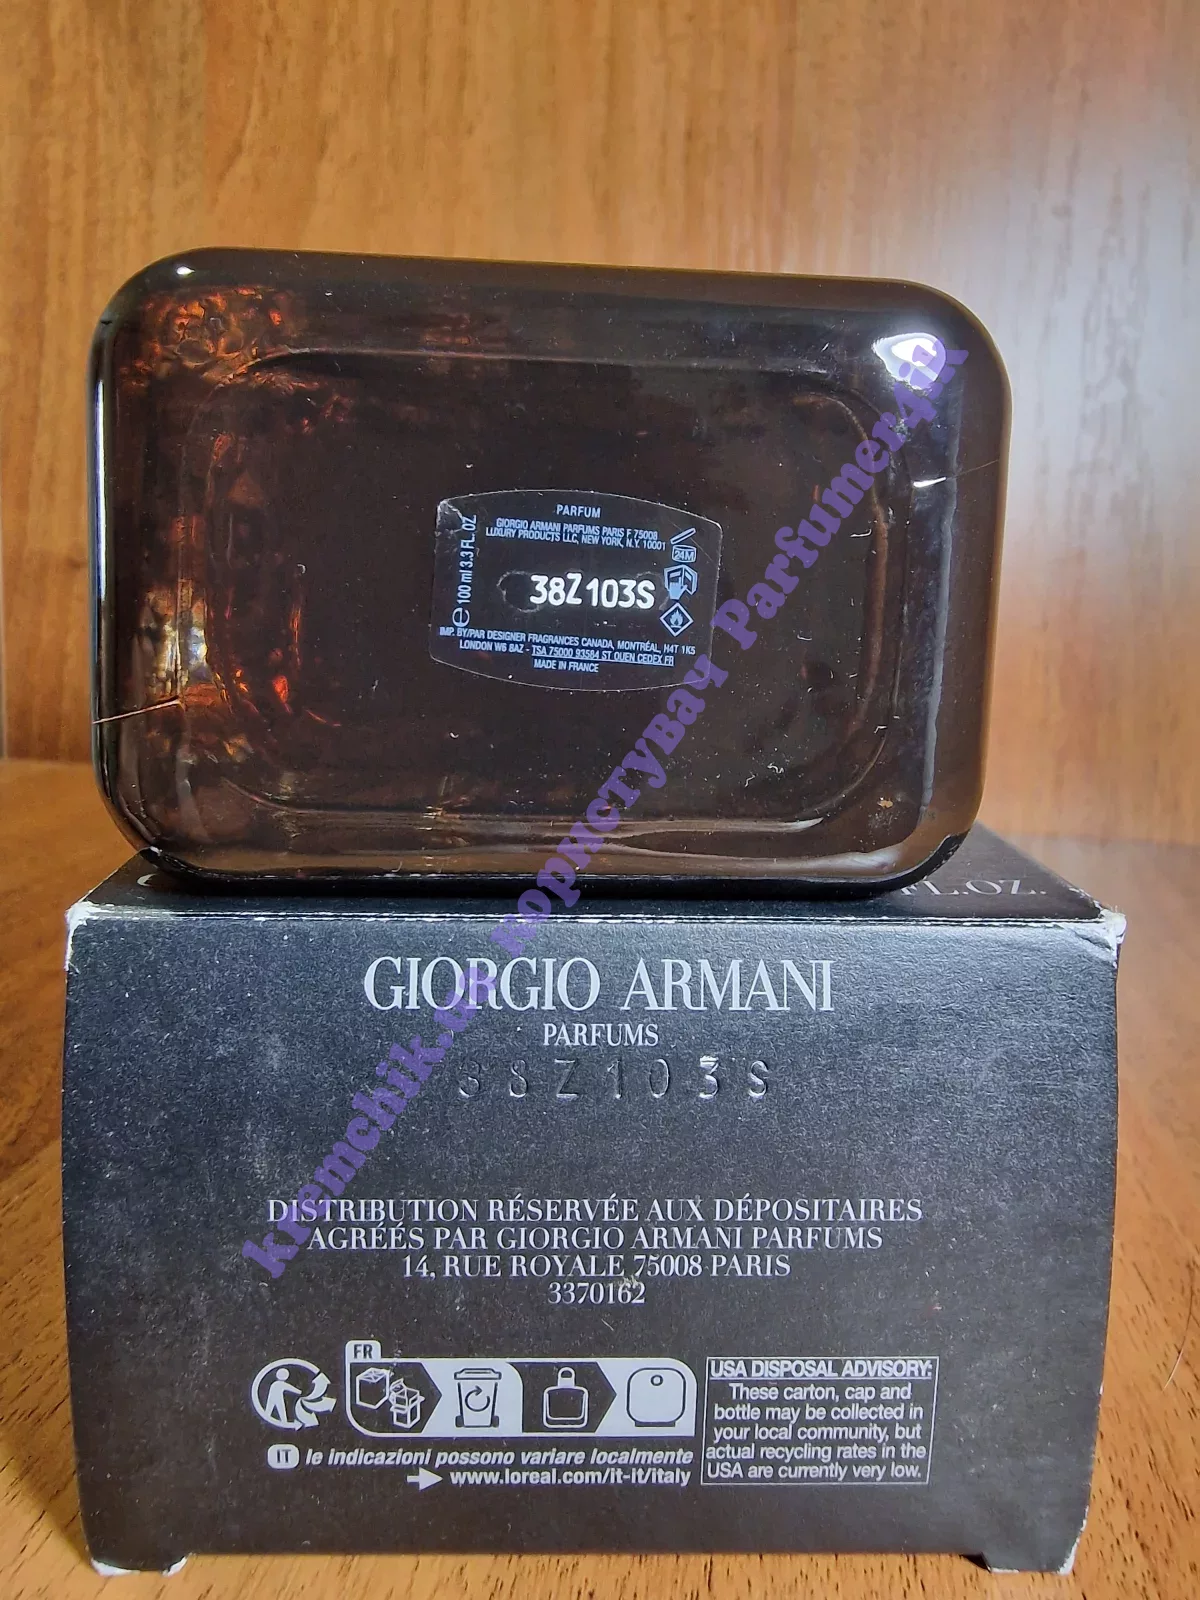 PARFUM
GIORGIO ARMANI PARFUMS PARIS F 75008
LUXURY PRODUCTS LLC, NEW YORK, N.Y. 10001
℮ 100 ml 3.3 FL. OZ
24M
38Z103S
IMP. BY/PAR DESIGNER FRAGRANCES CANADA, MONTRÉAL, H4T 1K5
LONDON W6 8AZ - TSA 75000 93584 ST OUEN CEDEX FR
MADE IN FRANCE
FL.OZ.
GIORGIO ARMANI
PARFUMS
38Z103S
DISTRIBUTION RÉSERVÉE AUX DÉPOSITAIRES
AGRÉÉS PAR GIORGIO ARMANI PARFUMS
14, RUE ROYALE 75008 PARIS
3370162
FR
IT le indicazioni possono variare localmente
www.loreal.com/it-it/italy
USA DISPOSAL ADVISORY:
These carton, cap and
bottle may be collected in
your local community, but
actual recycling rates in the
USA are currently very low.
kremchik.ua користувач Parfumer4ik